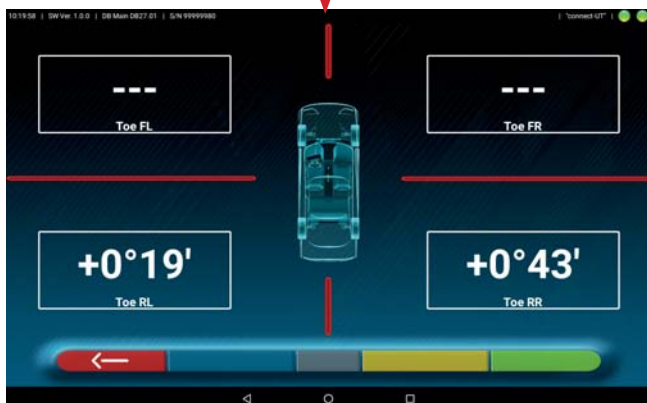 10:19:58 | SW Ver. 1.0.0 | DB Main DB27.01 | S/N 99999980 | "connect-UT" |
--- ---
Toe FL Toe FR
+0°19' +0°43'
Toe RL Toe RR